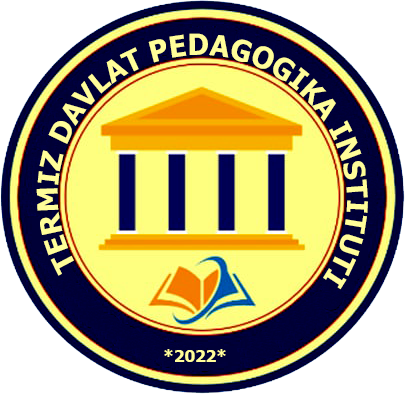 TERMIZ DAVLAT PEDAGOGIKA INSTITUTI
*2022*